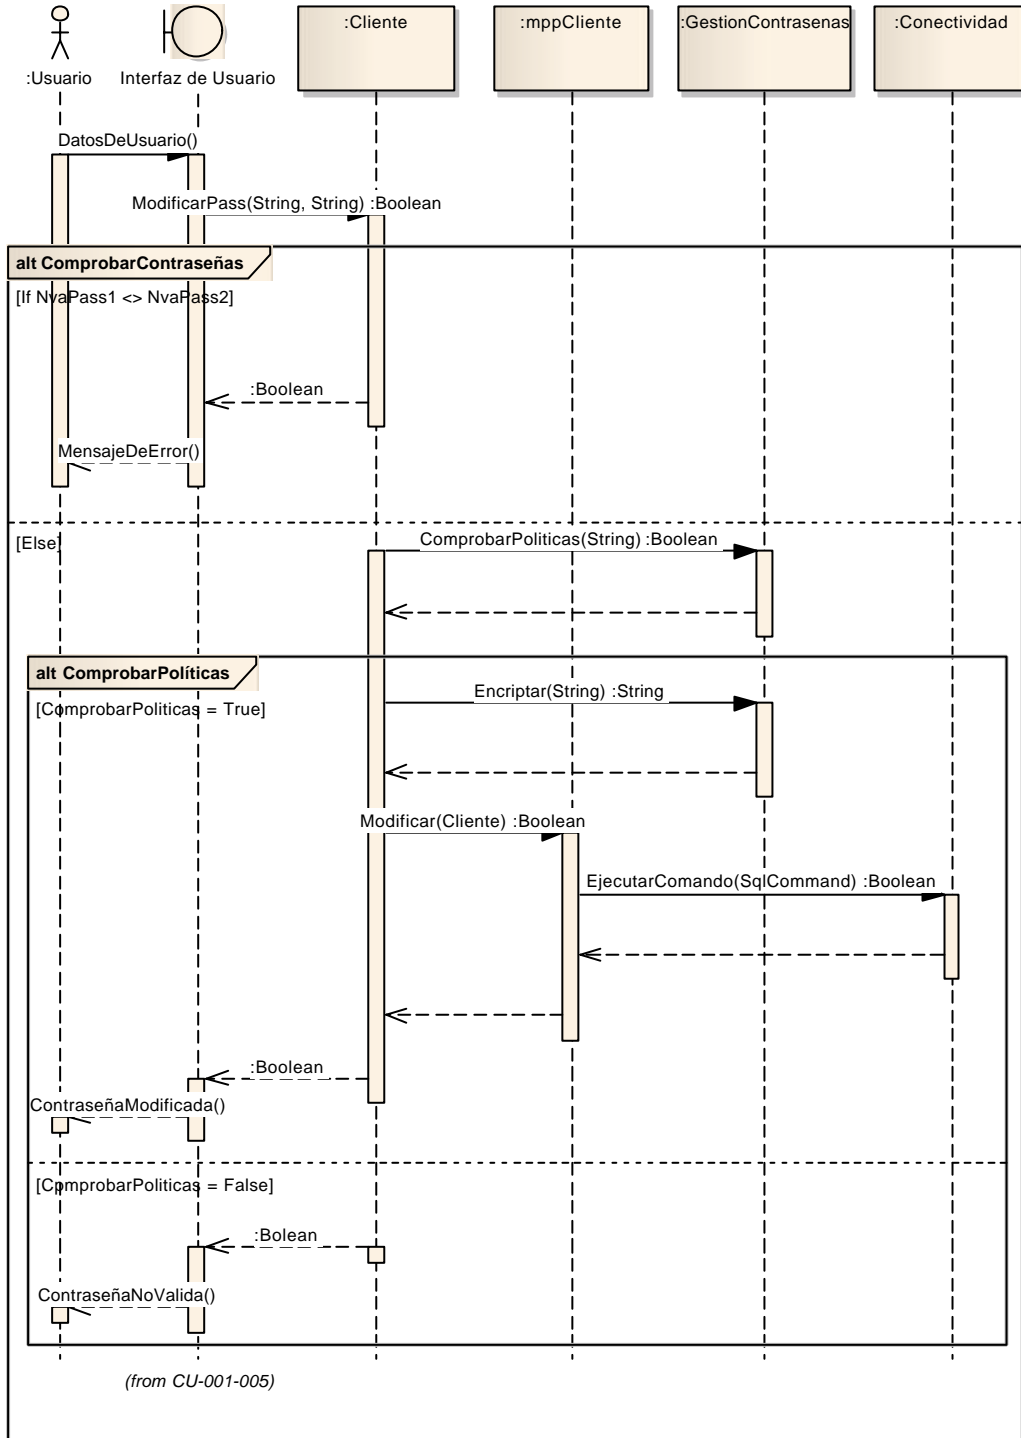 :Usuario
Interfaz de Usuario
:Cliente
:mppCliente
:GestionContrasenas
:Conectividad
DatosDeUsuario()
ModificarPass(String, String) :Boolean
alt ComprobarContraseñas
[If NvaPass1 <> NvaPass2]
:Boolean
MensajeDeError()
[Else]
ComprobarPoliticas(String) :Boolean
alt ComprobarPolíticas
[ComprobarPoliticas = True]
Encriptar(String) :String
Modificar(Cliente) :Boolean
EjecutarComando(SqlCommand) :Boolean
:Boolean
ContraseñaModificada()
[ComprobarPoliticas = False]
:Bolean
ContraseñaNoValida()
(from CU-001-005)